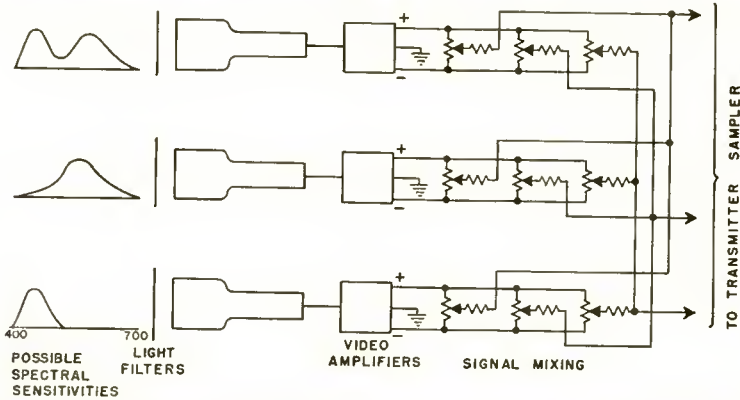 +
−
+
−
+
−
400
700
POSSIBLE
SPECTRAL
SENSITIVITIES
LIGHT
FILTERS
VIDEO
AMPLIFIERS
SIGNAL MIXING
TO TRANSMITTER SAMPLER